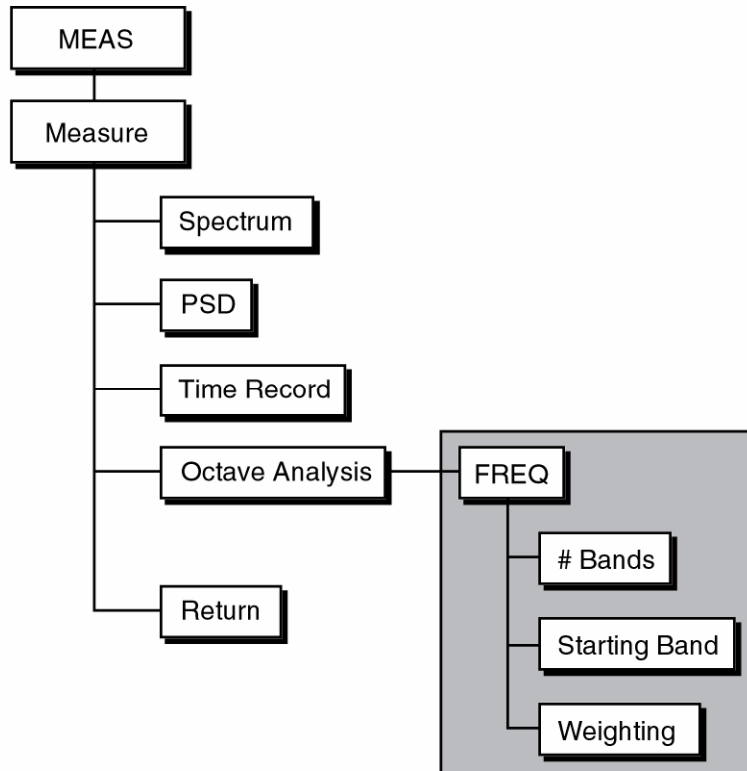 MEAS
Measure
Spectrum
PSD
Time Record
Octave Analysis
FREQ
# Bands
Starting Band
Weighting
Return